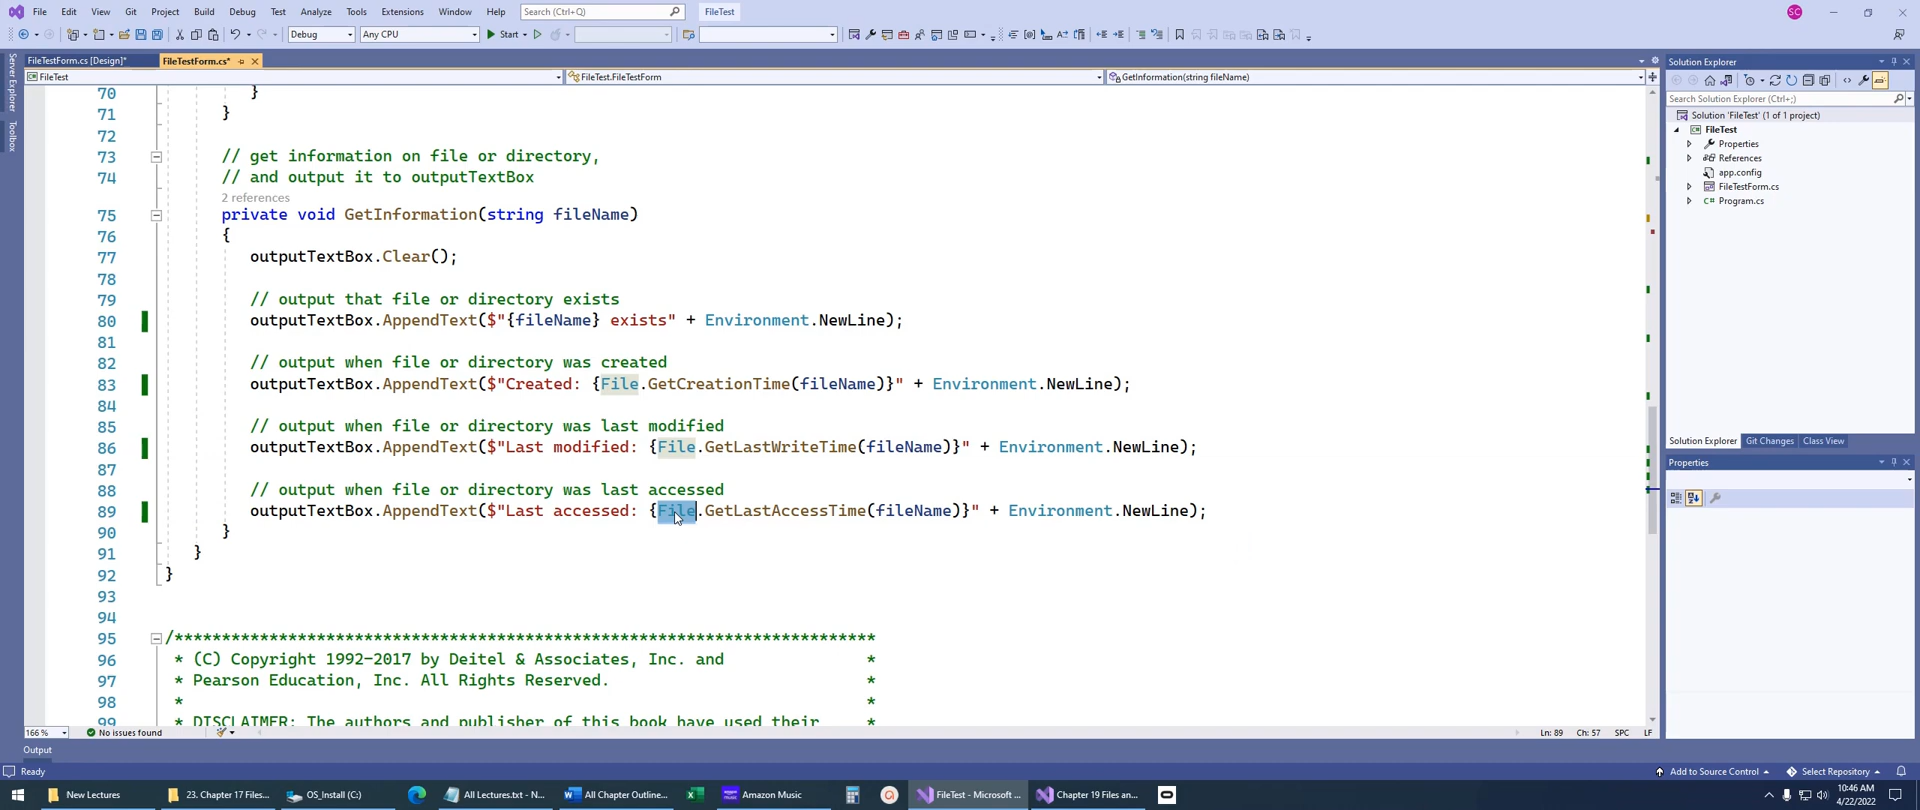 File Edit View Git Project Build Debug Test Analyze Tools Extensions Window Help Search (Ctrl+Q) FileTest SC
Debug Any CPU Start
FileTestForm.cs [Design]* FileTestForm.cs*
FileTest FileTest.FileTestForm GetInformation(string fileName)
Server Explorer
Toolbox
70 }
71 }
72
73 // get information on file or directory,
74 // and output it to outputTextBox
2 references
75 private void GetInformation(string fileName)
76 {
77 outputTextBox.Clear();
78
79 // output that file or directory exists
80 outputTextBox.AppendText($"{fileName} exists" + Environment.NewLine);
81
82 // output when file or directory was created
83 outputTextBox.AppendText($"Created: {File.GetCreationTime(fileName)}" + Environment.NewLine);
84
85 // output when file or directory was last modified
86 outputTextBox.AppendText($"Last modified: {File.GetLastWriteTime(fileName)}" + Environment.NewLine);
87
88 // output when file or directory was last accessed
89 outputTextBox.AppendText($"Last accessed: {File.GetLastAccessTime(fileName)}" + Environment.NewLine);
90 }
91 }
92 }
93
94
95 /**************************************************************************
96 * (C) Copyright 1992-2017 by Deitel & Associates, Inc. and *
97 * Pearson Education, Inc. All Rights Reserved. *
98 * *
99 * DISCLAIMER: The authors and publisher of this book have used their *
166 % No issues found Ln: 89 Ch: 57 SPC LF
Output
Solution Explorer
Search Solution Explorer (Ctrl+;)
Solution 'FileTest' (1 of 1 project)
FileTest
Properties
References
app.config
FileTestForm.cs
C# Program.cs
Solution Explorer Git Changes Class View
Properties
Ready Add to Source Control Select Repository
New Lectures 23. Chapter 17 Files... OS_Install (C:) All Lectures.txt - N... All Chapter Outline... Amazon Music FileTest - Microsoft ... Chapter 19 Files an... 10:46 AM
4/22/2022